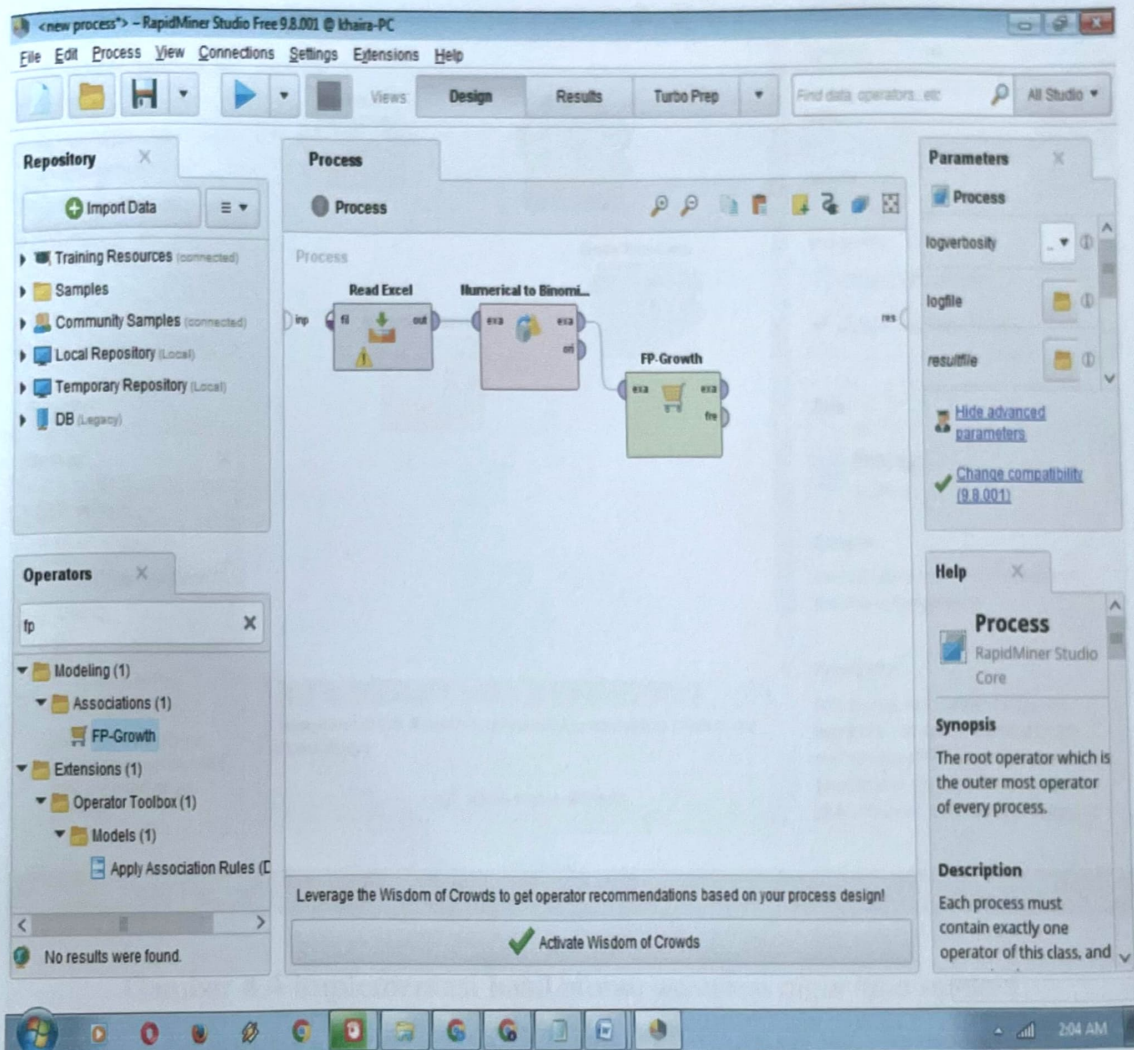 <new process*> – RapidMiner Studio Free 9.8.001 @ khaira-PC
File Edit Process View Connections Settings Extensions Help
Views: Design Results Turbo Prep Find data, operators...etc All Studio
Repository
Import Data
Training Resources (connected)
Samples
Community Samples (connected)
Local Repository (Local)
Temporary Repository (Local)
DB (Legacy)
Operators
fp
Modeling (1)
Associations (1)
FP-Growth
Extensions (1)
Operator Toolbox (1)
Models (1)
Apply Association Rules (D
No results were found.
Process
Process
Process
inp
Read Excel
fil out
Numerical to Binomi...
exa exa
ori
FP-Growth
exa exa
fre
res
Leverage the Wisdom of Crowds to get operator recommendations based on your process design!
Activate Wisdom of Crowds
Parameters
Process
logverbosity
logfile
resultfile
Hide advanced
parameters
Change compatibility
(9.8.001)
Help
Process
RapidMiner Studio
Core
Synopsis
The root operator which is
the outer most operator
of every process.
Description
Each process must
contain exactly one
operator of this class, and
2:04 AM